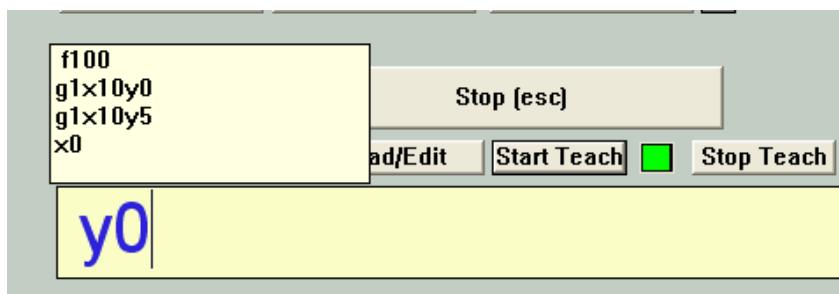 f100
g1x10y0
g1x10y5
x0
Stop (esc)
ad/Edit
Start Teach
Stop Teach
y0